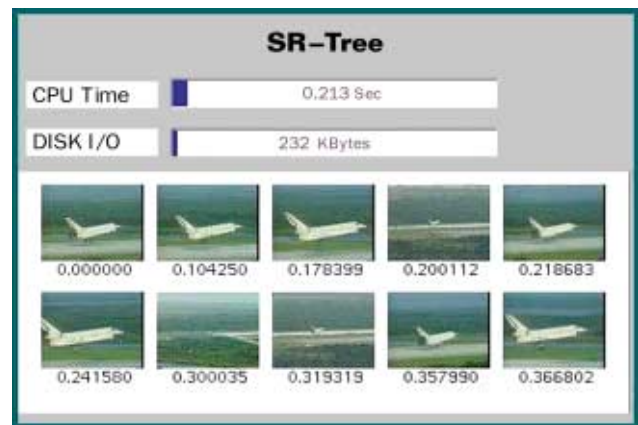 SR–Tree
CPU Time 0.213 Sec
DISK I/O 232 KBytes
0.000000 0.104250 0.178399 0.200112 0.218683
0.241580 0.300035 0.319319 0.357990 0.366802